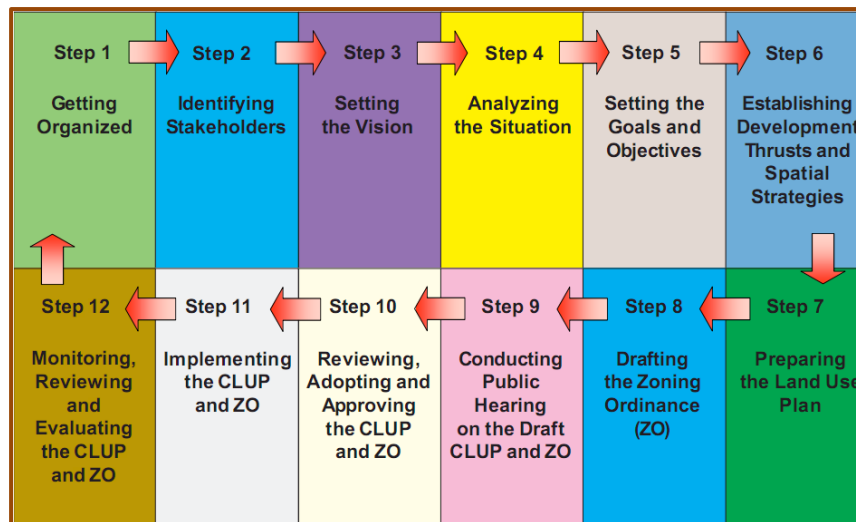 Step 1
Getting
Organized
Step 2
Identifying
Stakeholders
Step 3
Setting
the Vision
Step 4
Analyzing
the Situation
Step 5
Setting the
Goals and
Objectives
Step 6
Establishing
Development
Thrusts and
Spatial
Strategies
Step 7
Preparing
the Land Use
Plan
Step 8
Drafting
the Zoning
Ordinance
(ZO)
Step 9
Conducting
Public
Hearing
on the Draft
CLUP and ZO
Step 10
Reviewing,
Adopting and
Approving
the CLUP
and ZO
Step 11
Implementing
the CLUP
and ZO
Step 12
Monitoring,
Reviewing
and
Evaluating
the CLUP
and ZO